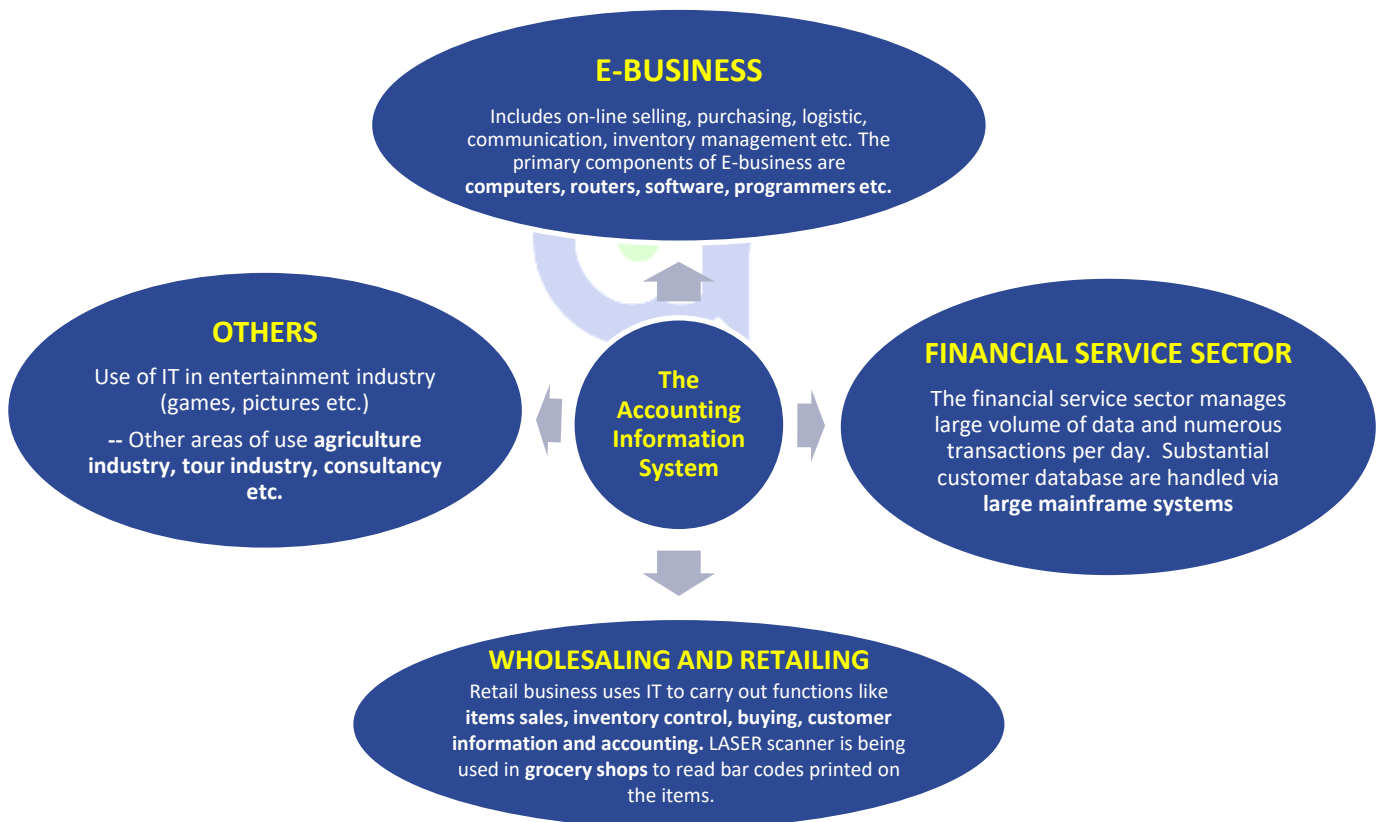 E-BUSINESS
Includes on-line selling, purchasing, logistic,
communication, inventory management etc. The
primary components of E-business are
computers, routers, software, programmers etc.
OTHERS
Use of IT in entertainment industry
(games, pictures etc.)
-- Other areas of use agriculture
industry, tour industry, consultancy
etc.
The
Accounting
Information
System
FINANCIAL SERVICE SECTOR
The financial service sector manages
large volume of data and numerous
transactions per day. Substantial
customer database are handled via
large mainframe systems
WHOLESALING AND RETAILING
Retail business uses IT to carry out functions like
items sales, inventory control, buying, customer
information and accounting. LASER scanner is being
used in grocery shops to read bar codes printed on
the items.